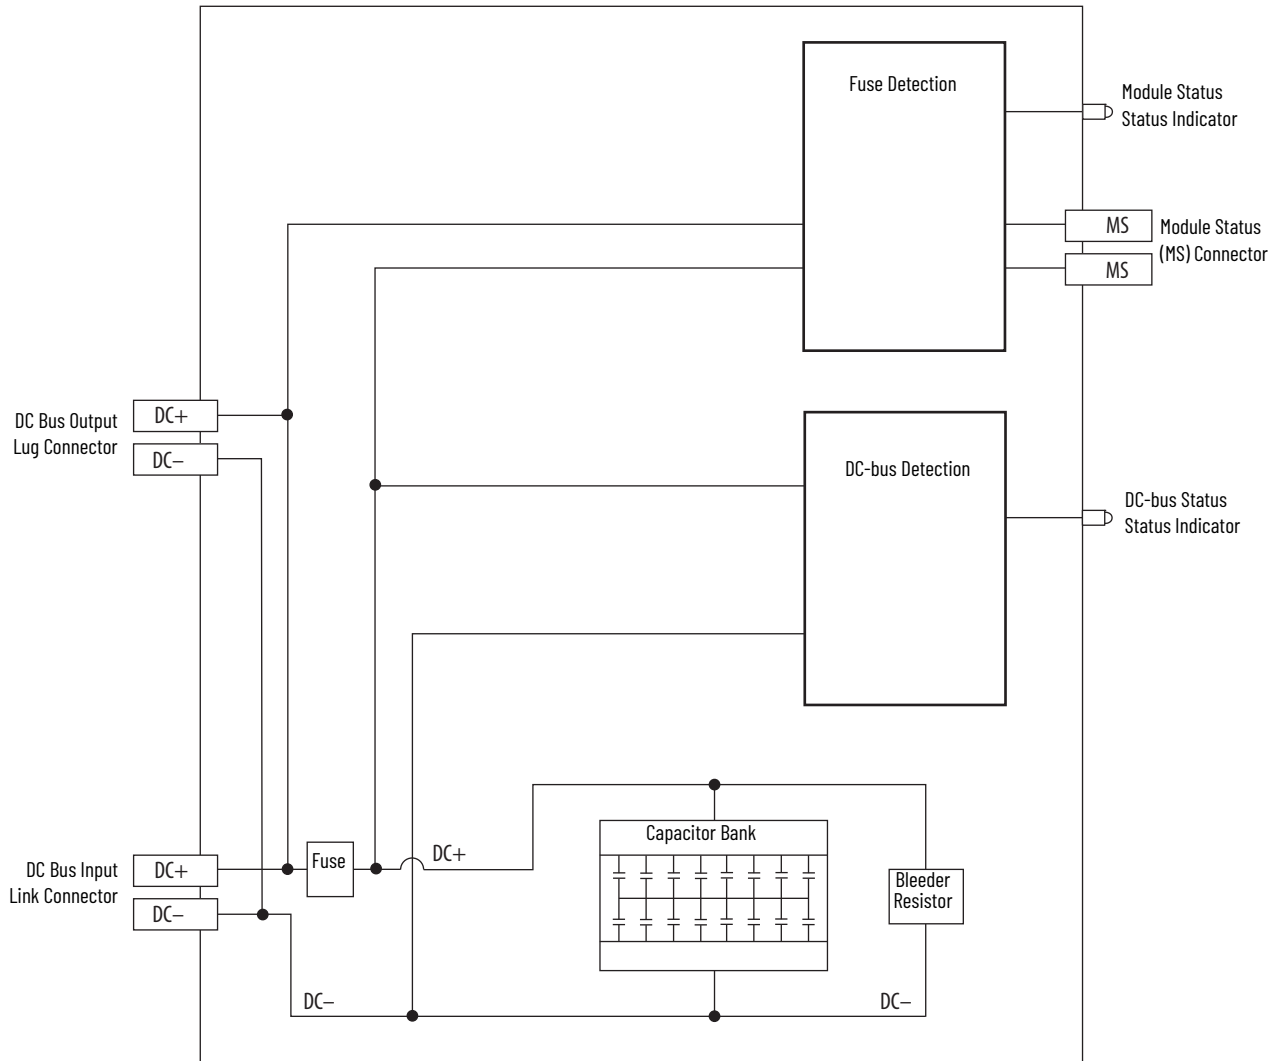 Fuse Detection
Module Status
Status Indicator
MS
Module Status
(MS) Connector
MS
DC Bus Output
Lug Connector
DC+
DC–
DC-bus Detection
DC-bus Status
Status Indicator
DC Bus Input
Link Connector
DC+
DC–
Fuse
DC+
Capacitor Bank
Bleeder
Resistor
DC–
DC–